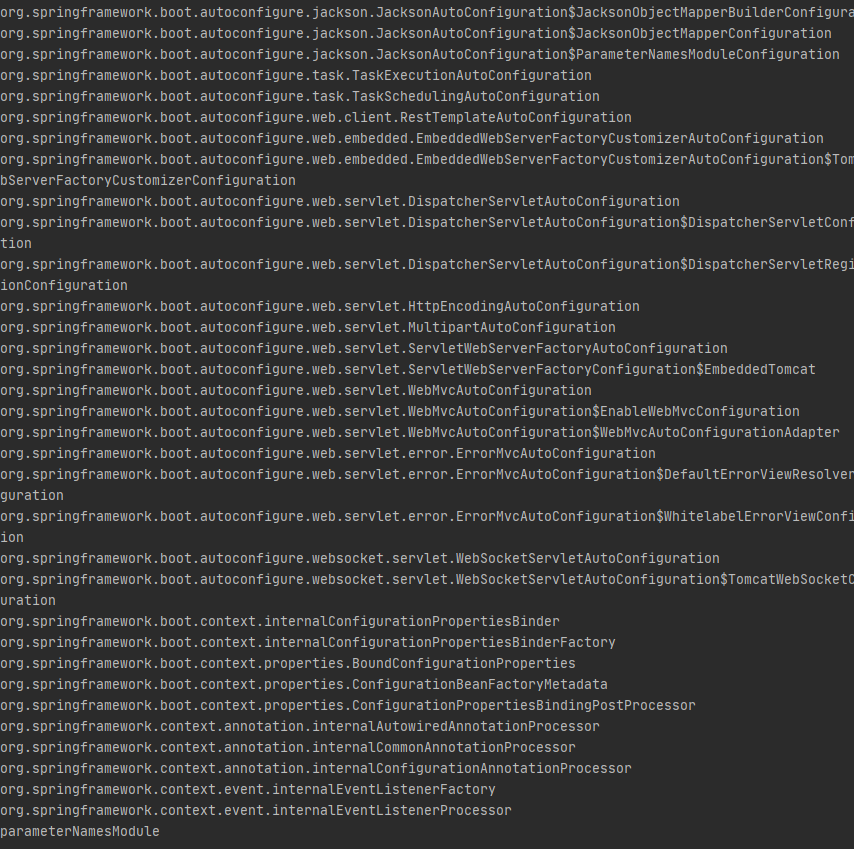 org.springframework.boot.autoconfigure.jackson.JacksonAutoConfiguration$JacksonObjectMapperBuilderConfigura
org.springframework.boot.autoconfigure.jackson.JacksonAutoConfiguration$JacksonObjectMapperConfiguration
org.springframework.boot.autoconfigure.jackson.JacksonAutoConfiguration$ParameterNamesModuleConfiguration
org.springframework.boot.autoconfigure.task.TaskExecutionAutoConfiguration
org.springframework.boot.autoconfigure.task.TaskSchedulingAutoConfiguration
org.springframework.boot.autoconfigure.web.client.RestTemplateAutoConfiguration
org.springframework.boot.autoconfigure.web.embedded.EmbeddedWebServerFactoryCustomizerAutoConfiguration
org.springframework.boot.autoconfigure.web.embedded.EmbeddedWebServerFactoryCustomizerAutoConfiguration$Tom
bServerFactoryCustomizerConfiguration
org.springframework.boot.autoconfigure.web.servlet.DispatcherServletAutoConfiguration
org.springframework.boot.autoconfigure.web.servlet.DispatcherServletAutoConfiguration$DispatcherServletConf
tion
org.springframework.boot.autoconfigure.web.servlet.DispatcherServletAutoConfiguration$DispatcherServletRegi
ionConfiguration
org.springframework.boot.autoconfigure.web.servlet.HttpEncodingAutoConfiguration
org.springframework.boot.autoconfigure.web.servlet.MultipartAutoConfiguration
org.springframework.boot.autoconfigure.web.servlet.ServletWebServerFactoryAutoConfiguration
org.springframework.boot.autoconfigure.web.servlet.ServletWebServerFactoryConfiguration$EmbeddedTomcat
org.springframework.boot.autoconfigure.web.servlet.WebMvcAutoConfiguration
org.springframework.boot.autoconfigure.web.servlet.WebMvcAutoConfiguration$EnableWebMvcConfiguration
org.springframework.boot.autoconfigure.web.servlet.WebMvcAutoConfiguration$WebMvcAutoConfigurationAdapter
org.springframework.boot.autoconfigure.web.servlet.error.ErrorMvcAutoConfiguration
org.springframework.boot.autoconfigure.web.servlet.error.ErrorMvcAutoConfiguration$DefaultErrorViewResolver
guration
org.springframework.boot.autoconfigure.web.servlet.error.ErrorMvcAutoConfiguration$WhitelabelErrorViewConfi
ion
org.springframework.boot.autoconfigure.websocket.servlet.WebSocketServletAutoConfiguration
org.springframework.boot.autoconfigure.websocket.servlet.WebSocketServletAutoConfiguration$TomcatWebSocketC
uration
org.springframework.boot.context.internalConfigurationPropertiesBinder
org.springframework.boot.context.internalConfigurationPropertiesBinderFactory
org.springframework.boot.context.properties.BoundConfigurationProperties
org.springframework.boot.context.properties.ConfigurationBeanFactoryMetadata
org.springframework.boot.context.properties.ConfigurationPropertiesBindingPostProcessor
org.springframework.context.annotation.internalAutowiredAnnotationProcessor
org.springframework.context.annotation.internalCommonAnnotationProcessor
org.springframework.context.annotation.internalConfigurationAnnotationProcessor
org.springframework.context.event.internalEventListenerFactory
org.springframework.context.event.internalEventListenerProcessor
parameterNamesModule